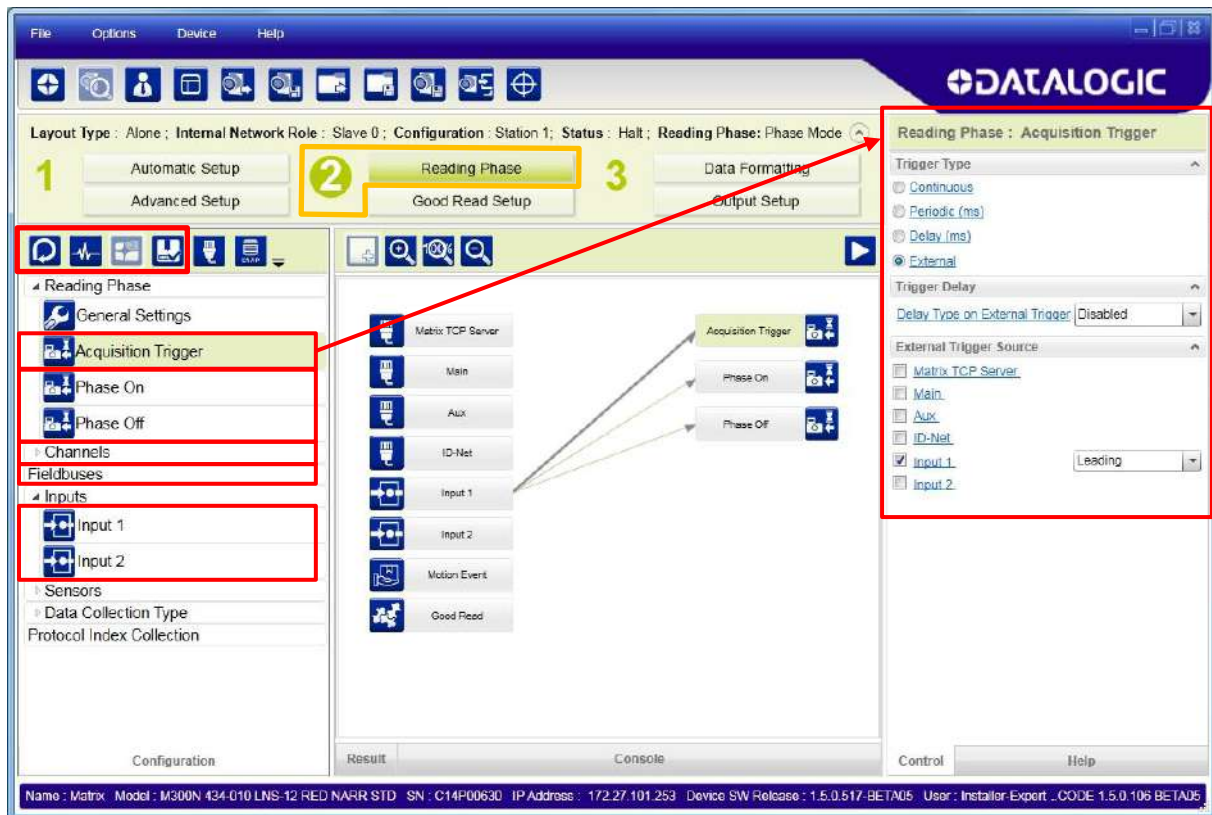 File Options Device Help
DATALOGIC
Layout Type : Alone ; Internal Network Role : Slave 0 ; Configuration : Station 1; Status : Halt ; Reading Phase: Phase Mode
1 Automatic Setup
Advanced Setup
2 Reading Phase
Good Read Setup
3 Data Formatting
Output Setup
Reading Phase
General Settings
Acquisition Trigger
Phase On
Phase Off
Channels
Fieldbuses
Inputs
Input 1
Input 2
Sensors
Data Collection Type
Protocol Index Collection
Configuration
100%
Matrix TCP Server
Main
Aux
ID-Net
Input 1
Input 2
Motion Event
Good Read
Acquisition Trigger
Phase On
Phase Off
Result Console
Reading Phase : Acquisition Trigger
Trigger Type
Continuous
Periodic (ms)
Delay (ms)
External
Trigger Delay
Delay Type on External Trigger Disabled
External Trigger Source
Matrix TCP Server
Main
Aux
ID-Net
Input 1 Leading
Input 2
Control Help
Name : Matrix Model : M300N 434-010 LNS-12 RED NARR STD SN : C14P00630 IP Address : 172.27.101.253 Device SW Release : 1.5.0.517-BETA05 User : Installer-Expert ..CODE 1.5.0.106 BETA05